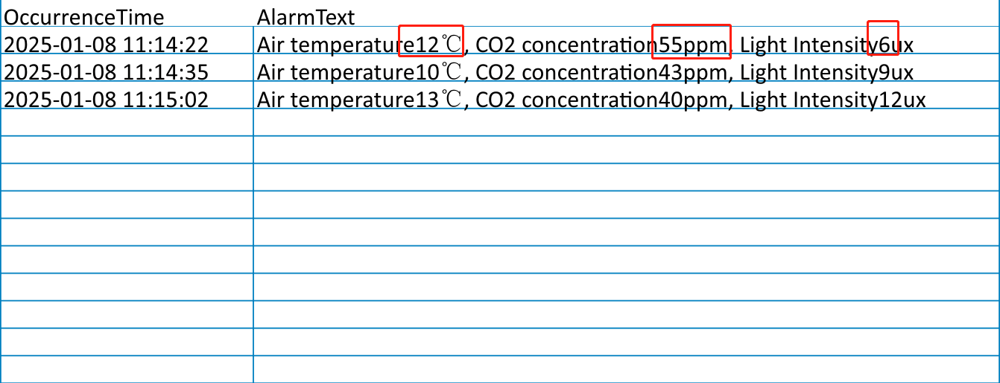 OccurrenceTime AlarmText
2025-01-08 11:14:22 Air temperature12℃, CO2 concentration55ppm, Light Intensity6ux
2025-01-08 11:14:35 Air temperature10℃, CO2 concentration43ppm, Light Intensity9ux
2025-01-08 11:15:02 Air temperature13℃, CO2 concentration40ppm, Light Intensity12ux